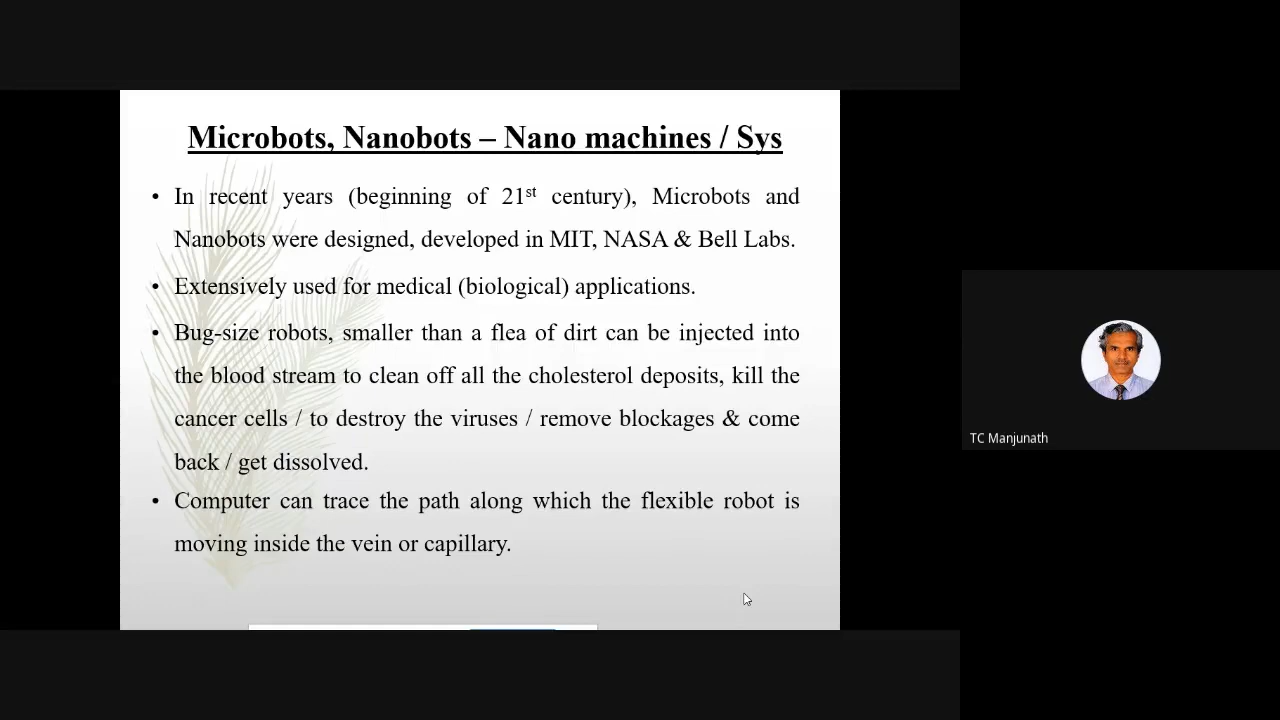 Microbots, Nanobots – Nano machines / Sys
• In recent years (beginning of 21st century), Microbots and
Nanobots were designed, developed in MIT, NASA & Bell Labs.
• Extensively used for medical (biological) applications.
• Bug-size robots, smaller than a flea of dirt can be injected into
the blood stream to clean off all the cholesterol deposits, kill the
cancer cells / to destroy the viruses / remove blockages & come
back / get dissolved.
• Computer can trace the path along which the flexible robot is
moving inside the vein or capillary.
TC Manjunath